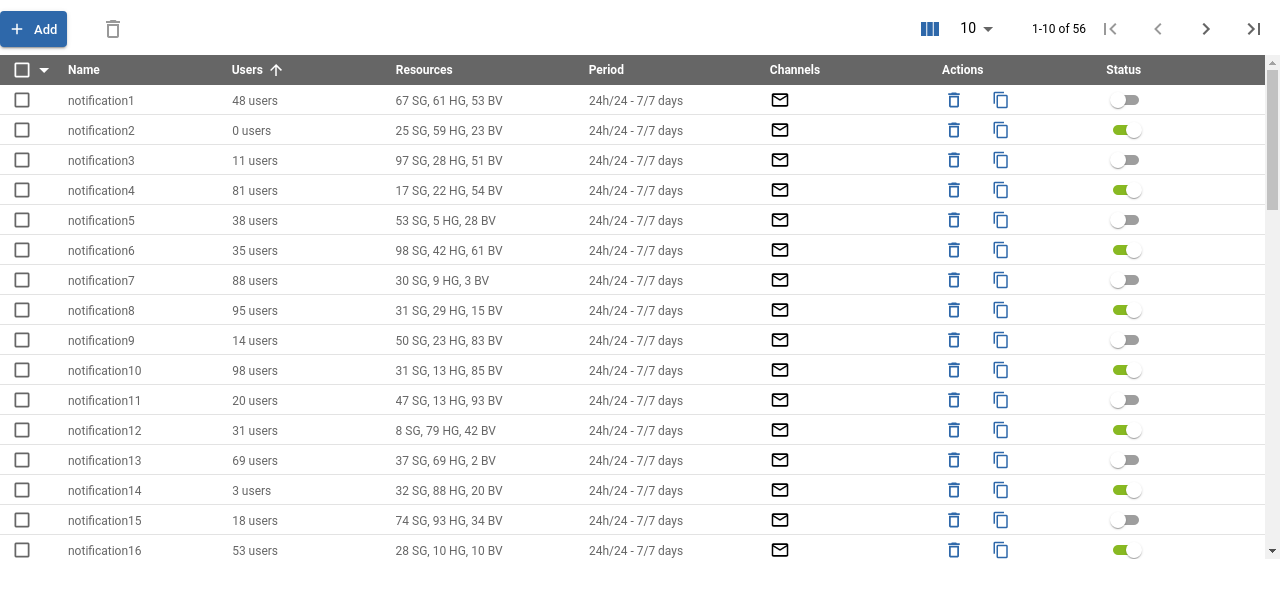 Add 10 1-10 of 56
Name Users Resources Period Channels Actions Status
notification1 48 users 67 SG, 61 HG, 53 BV 24h/24 - 7/7 days
notification2 0 users 25 SG, 59 HG, 23 BV 24h/24 - 7/7 days
notification3 11 users 97 SG, 28 HG, 51 BV 24h/24 - 7/7 days
notification4 81 users 17 SG, 22 HG, 54 BV 24h/24 - 7/7 days
notification5 38 users 53 SG, 5 HG, 28 BV 24h/24 - 7/7 days
notification6 35 users 98 SG, 42 HG, 61 BV 24h/24 - 7/7 days
notification7 88 users 30 SG, 9 HG, 3 BV 24h/24 - 7/7 days
notification8 95 users 31 SG, 29 HG, 15 BV 24h/24 - 7/7 days
notification9 14 users 50 SG, 23 HG, 83 BV 24h/24 - 7/7 days
notification10 98 users 31 SG, 13 HG, 85 BV 24h/24 - 7/7 days
notification11 20 users 47 SG, 13 HG, 93 BV 24h/24 - 7/7 days
notification12 31 users 8 SG, 79 HG, 42 BV 24h/24 - 7/7 days
notification13 69 users 37 SG, 69 HG, 2 BV 24h/24 - 7/7 days
notification14 3 users 32 SG, 88 HG, 20 BV 24h/24 - 7/7 days
notification15 18 users 74 SG, 93 HG, 34 BV 24h/24 - 7/7 days
notification16 53 users 28 SG, 10 HG, 10 BV 24h/24 - 7/7 days